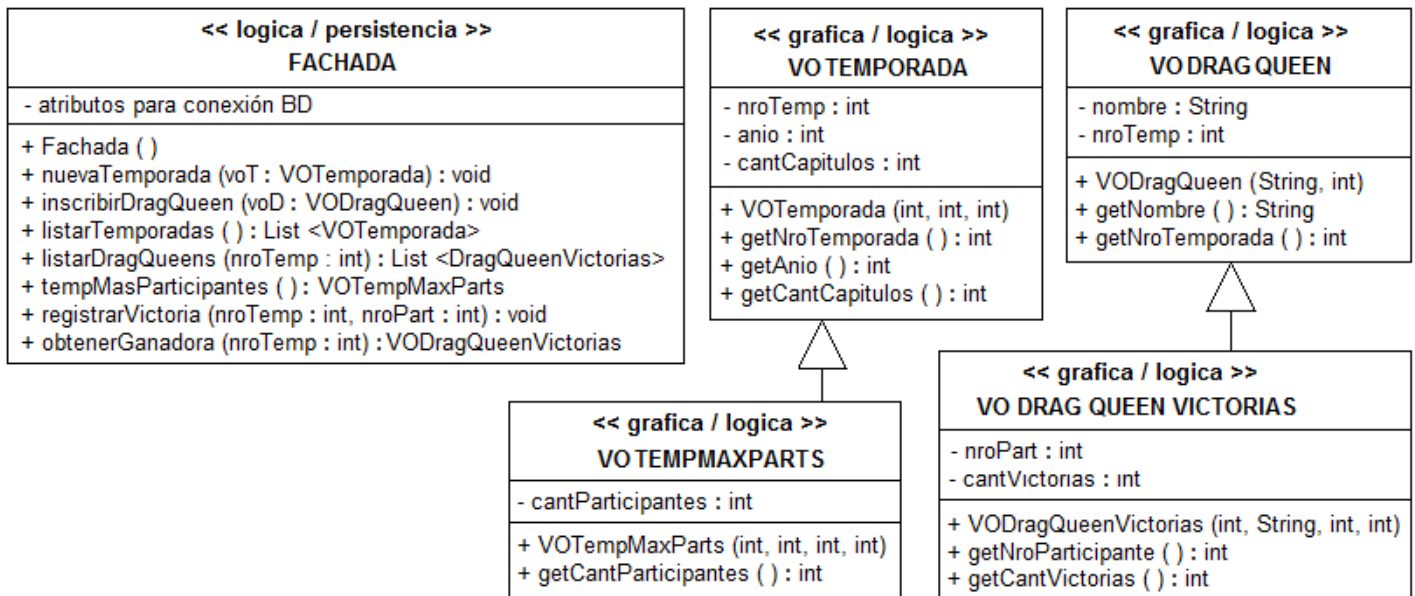 << logica / persistencia >>
FACHADA
- atributos para conexión BD
+ Fachada ( )
+ nuevaTemporada (voT : VOTemporada) : void
+ inscribirDragQueen (voD : VODragQueen) : void
+ listarTemporadas ( ) : List <VOTemporada>
+ listarDragQueens (nroTemp : int) : List <DragQueenVictorias>
+ tempMasParticipantes ( ) : VOTempMaxParts
+ registrarVictoria (nroTemp : int, nroPart : int) : void
+ obtenerGanadora (nroTemp : int) : VODragQueenVictorias
<< grafica / logica >>
VO TEMPORADA
- nroTemp : int
- anio : int
- cantCapitulos : int
+ VOTemporada (int, int, int)
+ getNroTemporada ( ) : int
+ getAnio ( ) : int
+ getCantCapitulos ( ) : int
<< grafica / logica >>
VO DRAG QUEEN
- nombre : String
- nroTemp : int
+ VODragQueen (String, int)
+ getNombre ( ) : String
+ getNroTemporada ( ) : int
<< grafica / logica >>
VO TEMPMAXPARTS
- cantParticipantes : int
+ VOTempMaxParts (int, int, int, int)
+ getCantParticipantes ( ) : int
<< grafica / logica >>
VO DRAG QUEEN VICTORIAS
- nroPart : int
- cantVictorias : int
+ VODragQueenVictorias (int, String, int, int)
+ getNroParticipante ( ) : int
+ getCantVictorias ( ) : int